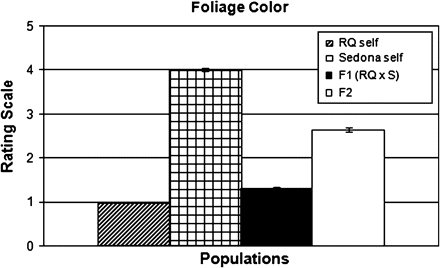 Foliage Color
Rating Scale
5
4
3
2
1
0
RQ self
Sedona self
F1 (RQ x S)
F2
Populations